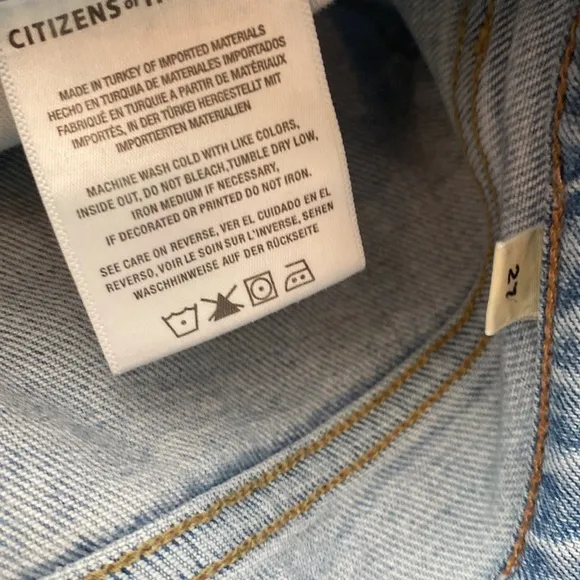 CITIZENS of
MADE IN TURKEY OF IMPORTED MATERIALS
HECHO EN TURQUIA DE MATERIALES IMPORTADOS
FABRIQUÉ EN TURQUIE A PARTIR DE MATÉRIAUX
IMPORTÉS, IN DER TÜRKEI HERGESTELLT MIT
IMPORTIERTEN MATERIALIEN
MACHINE WASH COLD WITH LIKE COLORS,
INSIDE OUT, DO NOT BLEACH,TUMBLE DRY LOW,
IRON MEDIUM IF NECESSARY,
IF DECORATED OR PRINTED DO NOT IRON.
SEE CARE ON REVERSE, VER EL CUIDADO EN EL
REVERSO, VOIR LE SOIN SUR L'INVERSE, SEHEN
WASCHHINWEISE AUF DER RÜCKSEITE
27